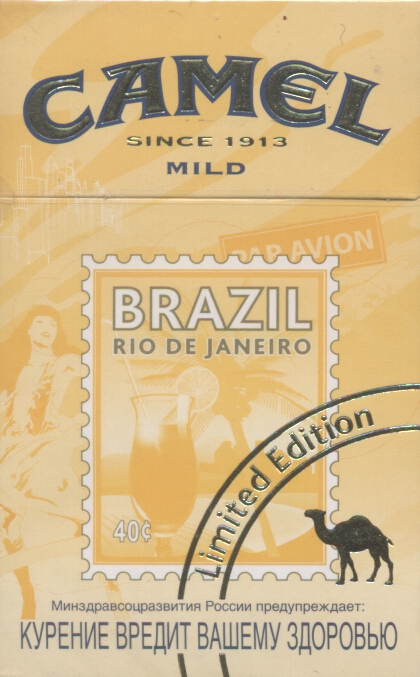 CAMEL
SINCE 1913
MILD
PAR AVION
BRAZIL
RIO DE JANEIRO
Limited Edition
40¢
Минздравсоцразвития России предупреждает:
КУРЕНИЕ ВРЕДИТ ВАШЕМУ ЗДОРОВЬЮ